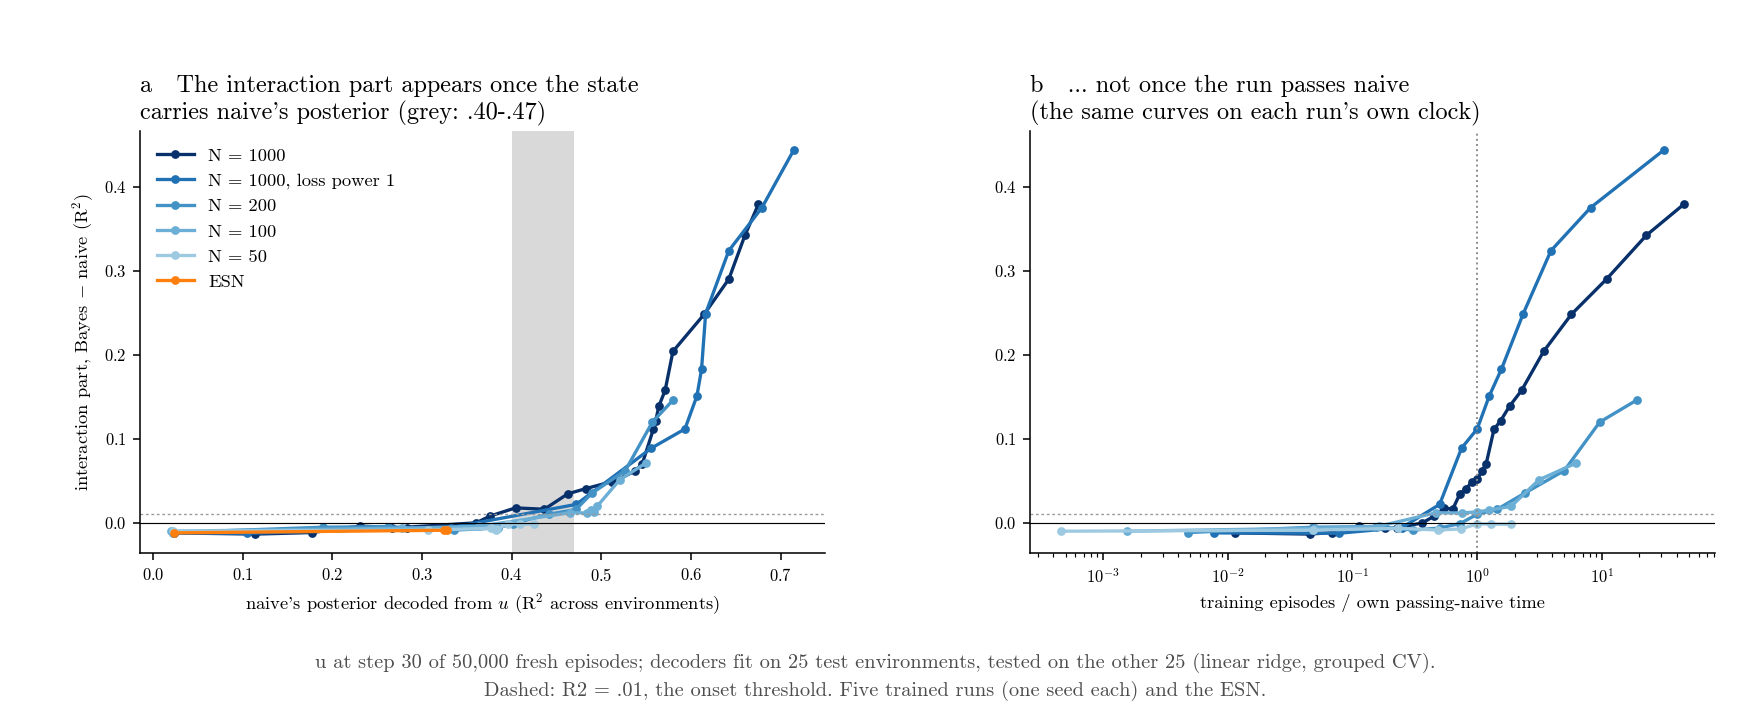 a The interaction part appears once the state
carries naive's posterior (grey: .40-.47)
N = 1000
N = 1000, loss power 1
N = 200
N = 100
N = 50
ESN
0.4
0.3
0.2
0.1
0.0
interaction part, Bayes − naive (R²)
0.0 0.1 0.2 0.3 0.4 0.5 0.6 0.7
naive's posterior decoded from u (R² across environments)
b ... not once the run passes naive
(the same curves on each run's own clock)
0.4
0.3
0.2
0.1
0.0
10⁻³ 10⁻² 10⁻¹ 10⁰ 10¹
training episodes / own passing-naive time
u at step 30 of 50,000 fresh episodes; decoders fit on 25 test environments, tested on the other 25 (linear ridge, grouped CV).
Dashed: R2 = .01, the onset threshold. Five trained runs (one seed each) and the ESN.